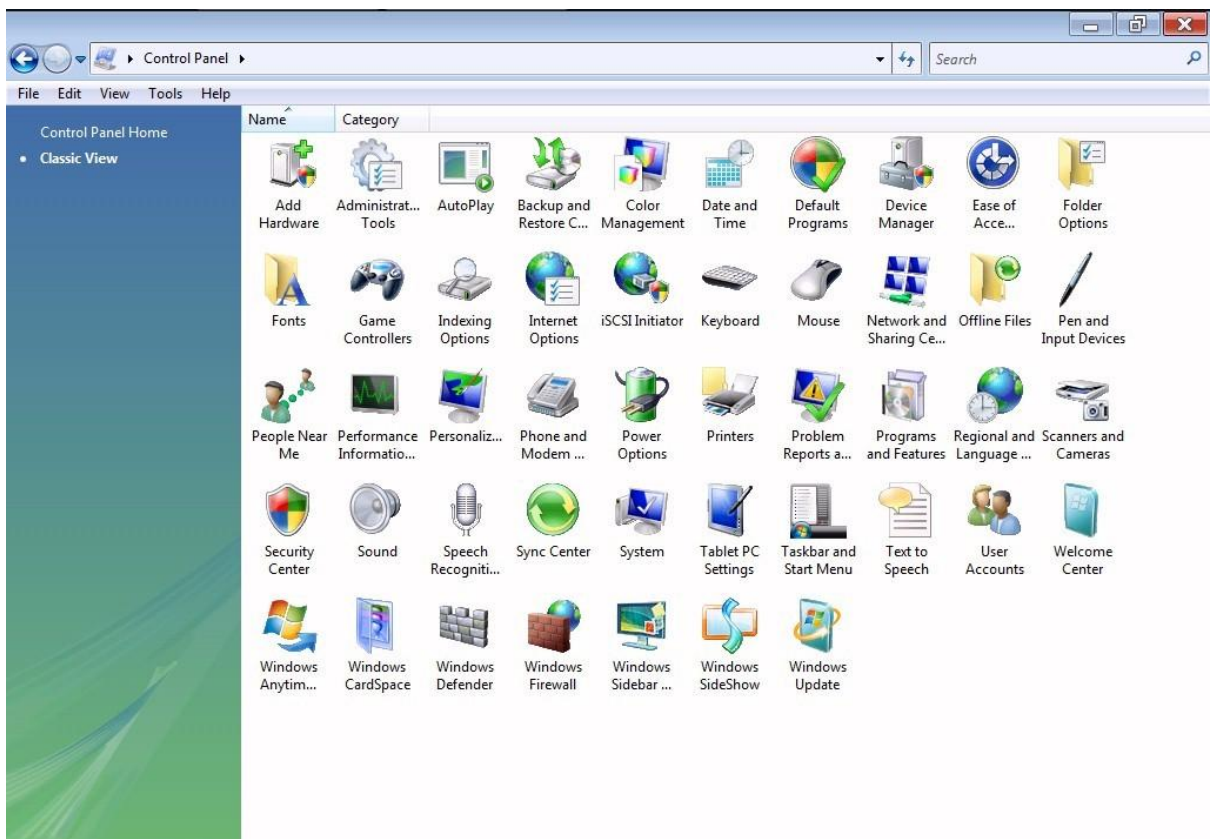 Control Panel
Search
File Edit View Tools Help
Control Panel Home
Classic View
Name Category
Add Hardware
Administrat... Tools
AutoPlay
Backup and Restore C...
Color Management
Date and Time
Default Programs
Device Manager
Ease of Acce...
Folder Options
Fonts
Game Controllers
Indexing Options
Internet Options
iSCSI Initiator
Keyboard
Mouse
Network and Sharing Ce...
Offline Files
Pen and Input Devices
People Near Me
Performance Informatio...
Personaliz...
Phone and Modem ...
Power Options
Printers
Problem Reports a...
Programs and Features
Regional and Language ...
Scanners and Cameras
Security Center
Sound
Speech Recogniti...
Sync Center
System
Tablet PC Settings
Taskbar and Start Menu
Text to Speech
User Accounts
Welcome Center
Windows Anytim...
Windows CardSpace
Windows Defender
Windows Firewall
Windows Sidebar ...
Windows SideShow
Windows Update